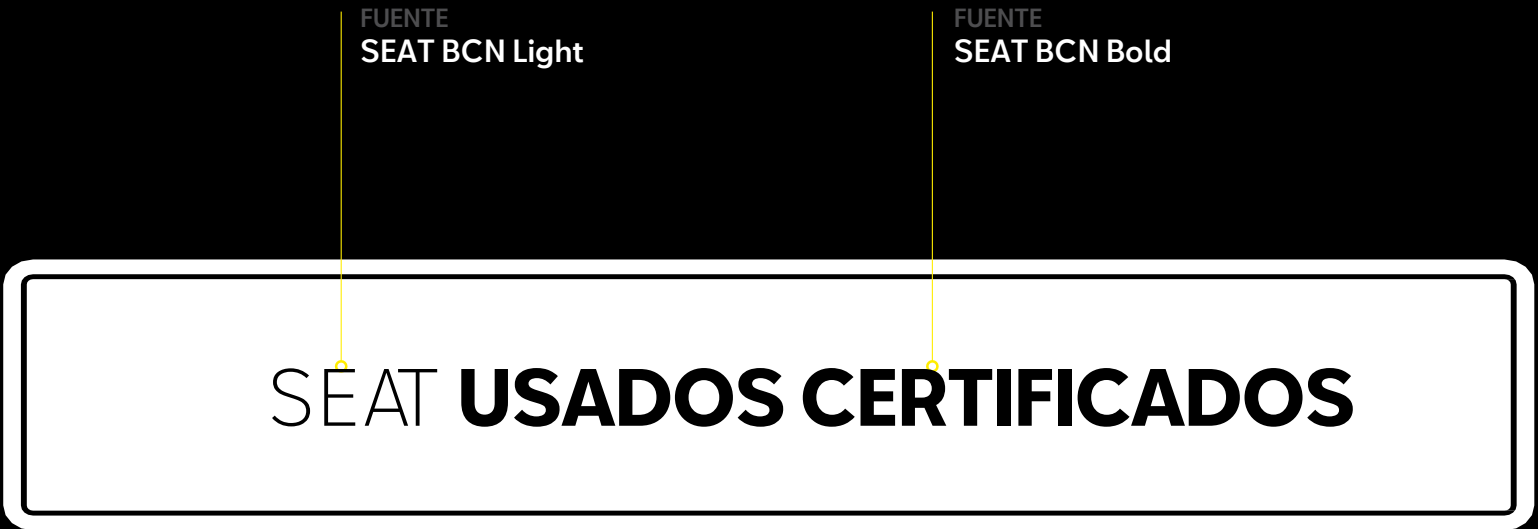 FUENTE
SEAT BCN Light
FUENTE
SEAT BCN Bold
SEAT USADOS CERTIFICADOS